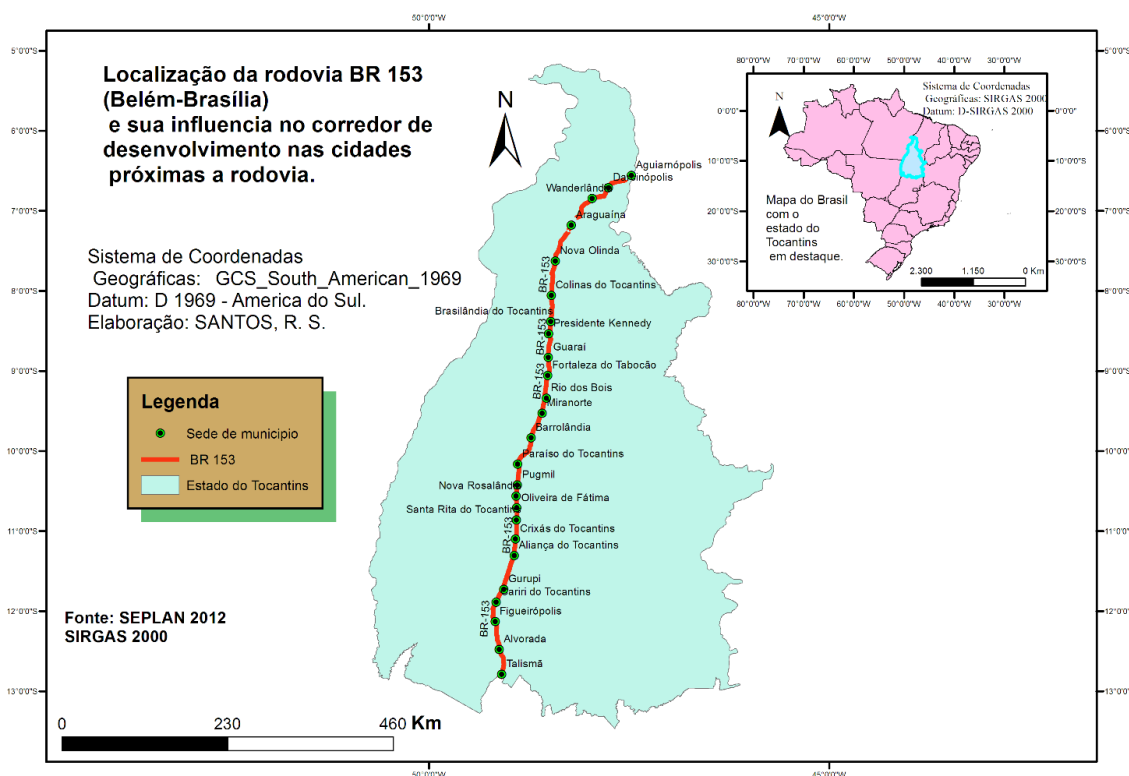 50°0'0"W
45°0'0"W
5°0'0"S
6°0'0"S
7°0'0"S
8°0'0"S
9°0'0"S
10°0'0"S
11°0'0"S
12°0'0"S
13°0'0"S
Localização da rodovia BR 153
(Belém-Brasília)
e sua influencia no corredor de
desenvolvimento nas cidades
próximas a rodovia.
Sistema de Coordenadas
Geográficas: GCS_South_American_1969
Datum: D 1969 - America do Sul.
Elaboração: SANTOS, R. S.
Legenda
Sede de municipio
BR 153
Estado do Tocantins
Fonte: SEPLAN 2012
SIRGAS 2000
0 230 460 Km
N
Aguiarnópolis
Wanderlândia
Araguaína
Nova Olinda
BR-153
Colinas do Tocantins
Brasilândia do Tocantins
Presidente Kennedy
BR-153
Guaraí
Fortaleza do Tabocão
BR-153
Rio dos Bois
Miranorte
Barrolândia
Paraíso do Tocantins
Pugmil
Nova Rosalândia
Oliveira de Fátima
Santa Rita do Tocantins
Crixás do Tocantins
BR-153
Aliança do Tocantins
Gurupi
Cariri do Tocantins
Figueirópolis
BR-153
Alvorada
Talismã
80°0'0"W 70°0'0"W 60°0'0"W 50°0'0"W 40°0'0"W 30°0'0"W
0°0'0"
10°0'0"S
20°0'0"S
30°0'0"S
N
Sistema de Coordenadas
Geográficas: SIRGAS 2000
Datum: D-SIRGAS 2000
Mapa do Brasil
com o
estado do
Tocantins
em destaque.
2.300 1.150 0 Km
0°0'0"
10°0'0"S
20°0'0"S
30°0'0"S
80°0'0"W 70°0'0"W 60°0'0"W 50°0'0"W 40°0'0"W 30°0'0"W
5°0'0"S
6°0'0"S
7°0'0"S
8°0'0"S
9°0'0"S
10°0'0"S
11°0'0"S
12°0'0"S
13°0'0"S
50°0'0"W
45°0'0"W